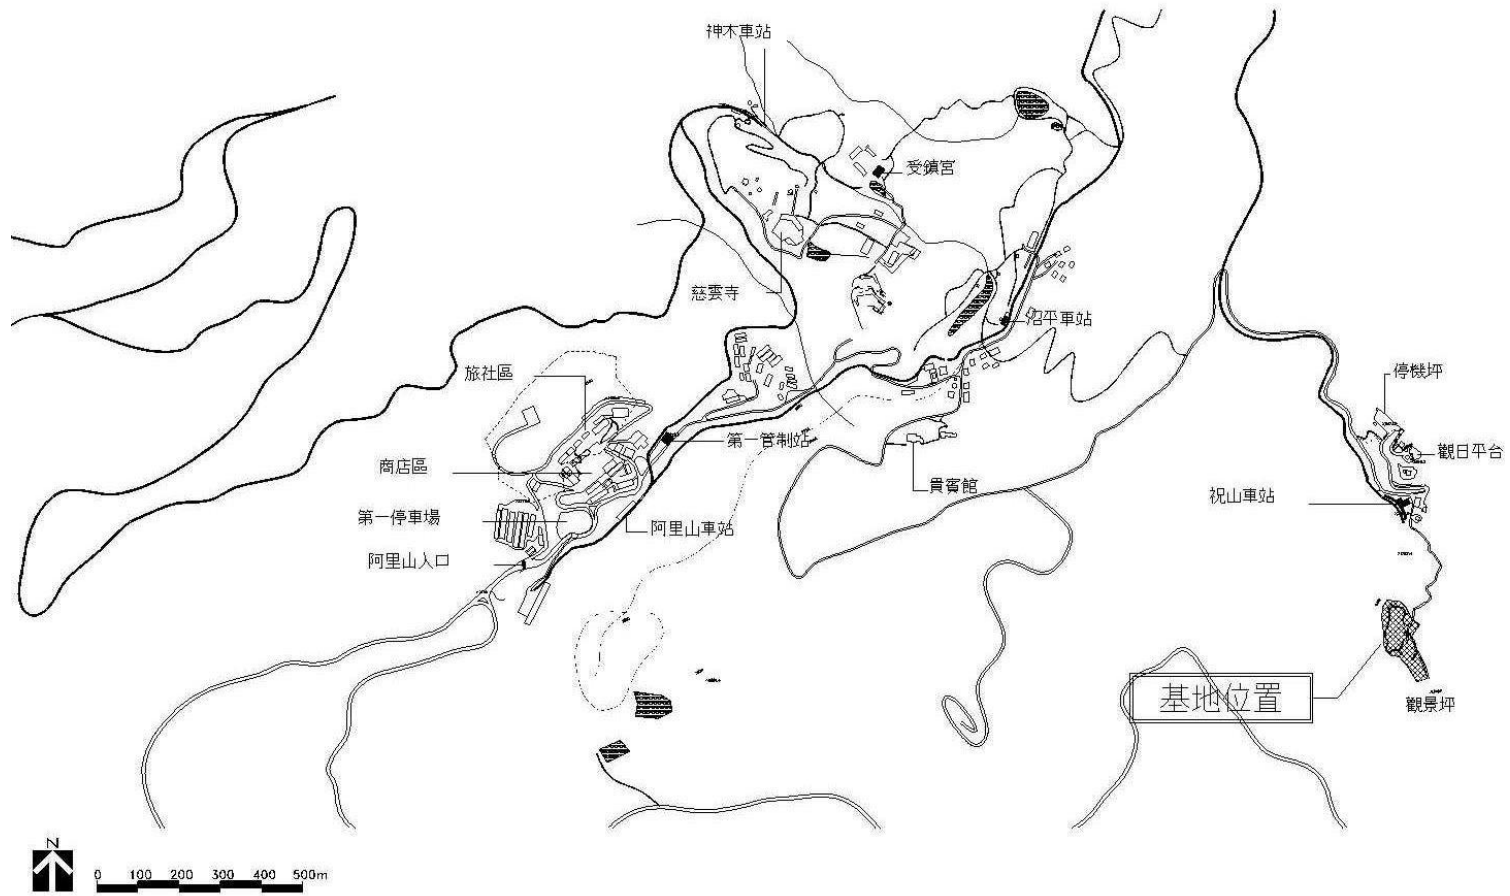 神木車站
受鎮宮
慈雲寺
沼平車站
旅社區
停機坪
第一管制站
觀日平台
商店區
貴賓館
祝山車站
第一停車場
阿里山車站
阿里山入口
基地位置
觀景坪
N
0 100 200 300 400 500m